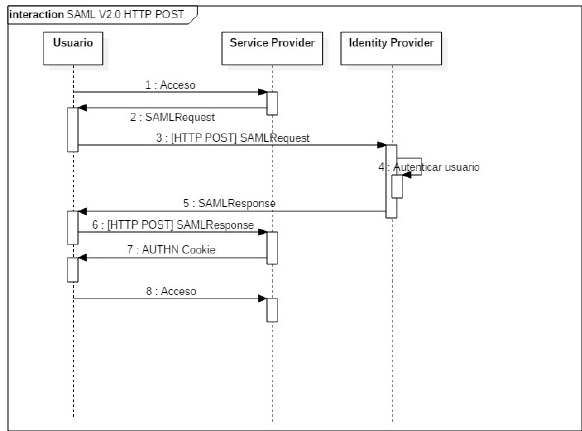 interaction SAML V2.0 HTTP POST
Usuario
Service Provider
Identity Provider
1 : Acceso
2 : SAMLRequest
3 : [HTTP POST] SAMLRequest
4 : Autenticar usuario
5 : SAMLResponse
6 : [HTTP POST] SAMLResponse
7 : AUTHN Cookie
8 : Acceso